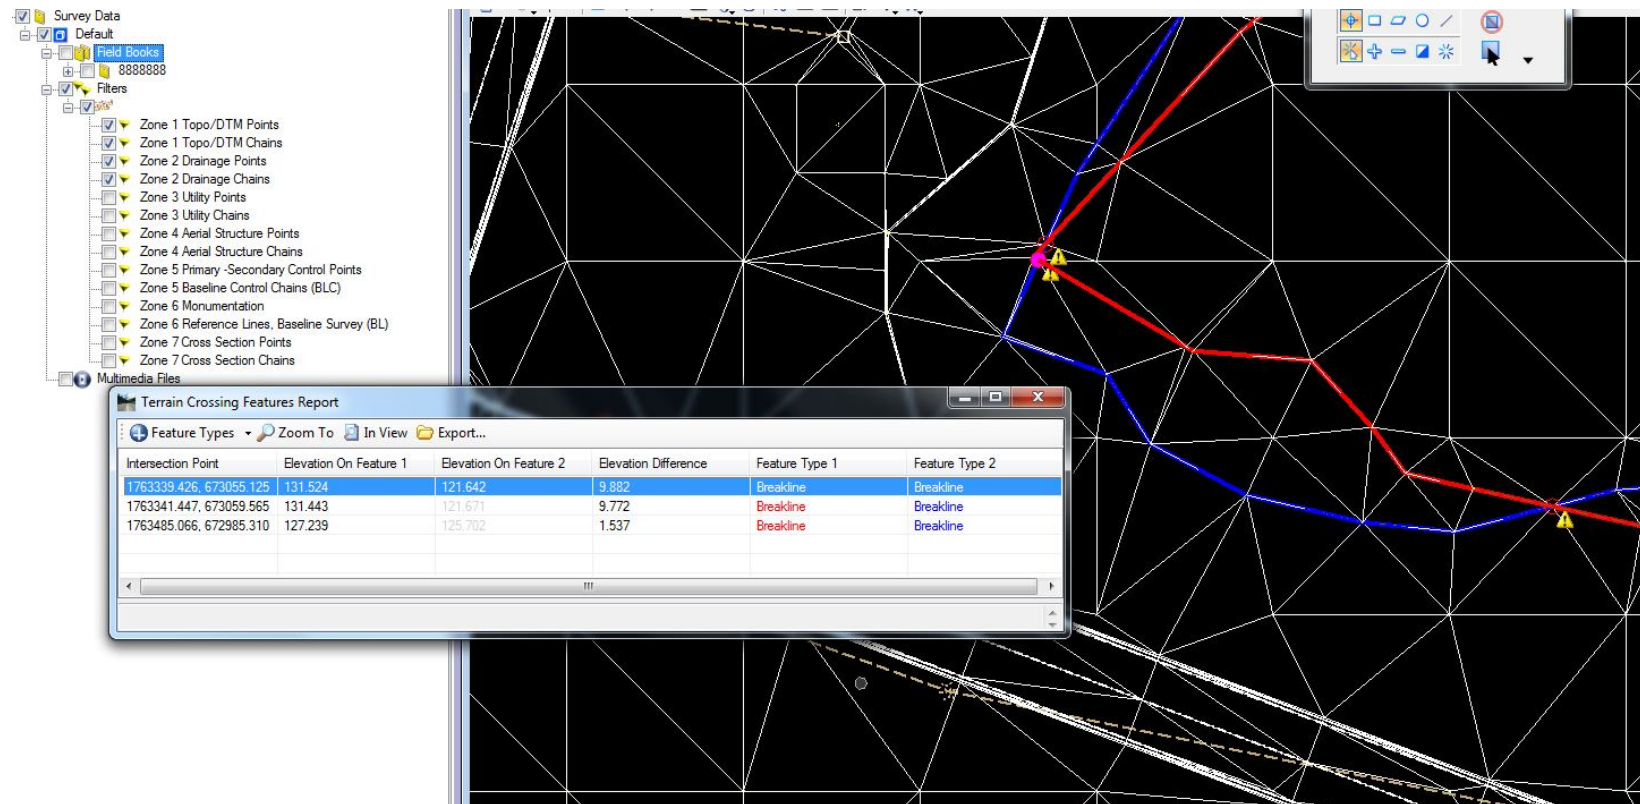 Survey Data
Default
Field Books
8888888
Filters
Zone 1 Topo/DTM Points
Zone 1 Topo/DTM Chains
Zone 2 Drainage Points
Zone 2 Drainage Chains
Zone 3 Utility Points
Zone 3 Utility Chains
Zone 4 Aerial Structure Points
Zone 4 Aerial Structure Chains
Zone 5 Primary -Secondary Control Points
Zone 5 Baseline Control Chains (BLC)
Zone 6 Monumentation
Zone 6 Reference Lines, Baseline Survey (BL)
Zone 7 Cross Section Points
Zone 7 Cross Section Chains
Multimedia Files
Terrain Crossing Features Report
Feature Types Zoom To In View Export...
Intersection Point Elevation On Feature 1 Elevation On Feature 2 Elevation Difference Feature Type 1 Feature Type 2
1763339.426, 673055.125 131.524 121.642 9.882 Breakline Breakline
1763341.447, 673059.565 131.443 121.671 9.772 Breakline Breakline
1763485.066, 672985.310 127.239 125.702 1.537 Breakline Breakline